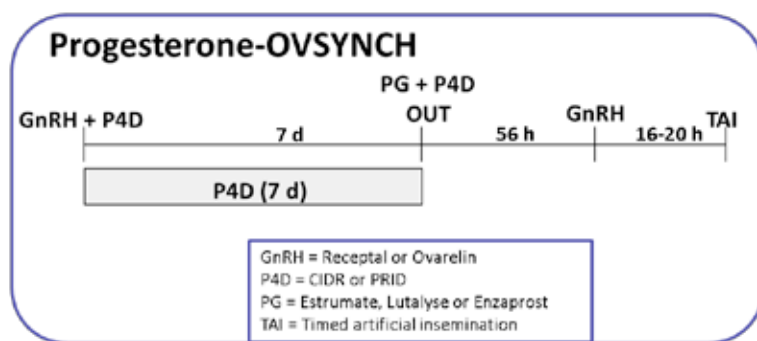 Progesterone-OVSYNCH
PG + P4D
GnRH + P4D OUT GnRH TAI
7 d 56 h 16-20 h
P4D (7 d)
GnRH = Receptal or Ovarelin
P4D = CIDR or PRID
PG = Estrumate, Lutalyse or Enzaprost
TAI = Timed artificial insemination